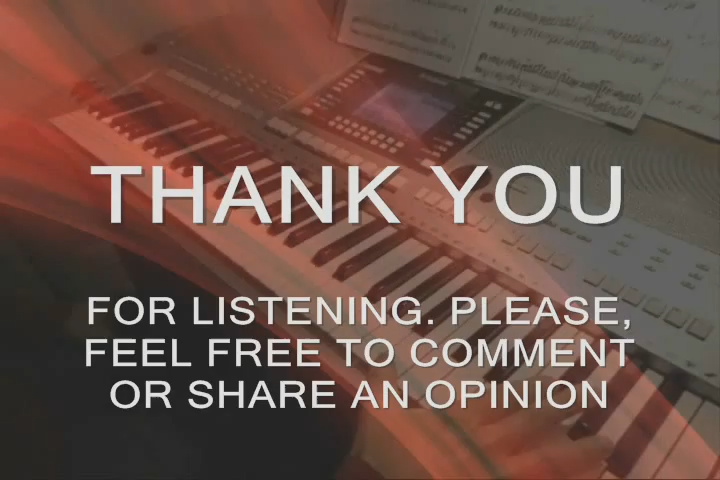 THANK YOU
FOR LISTENING. PLEASE,
FEEL FREE TO COMMENT
OR SHARE AN OPINION